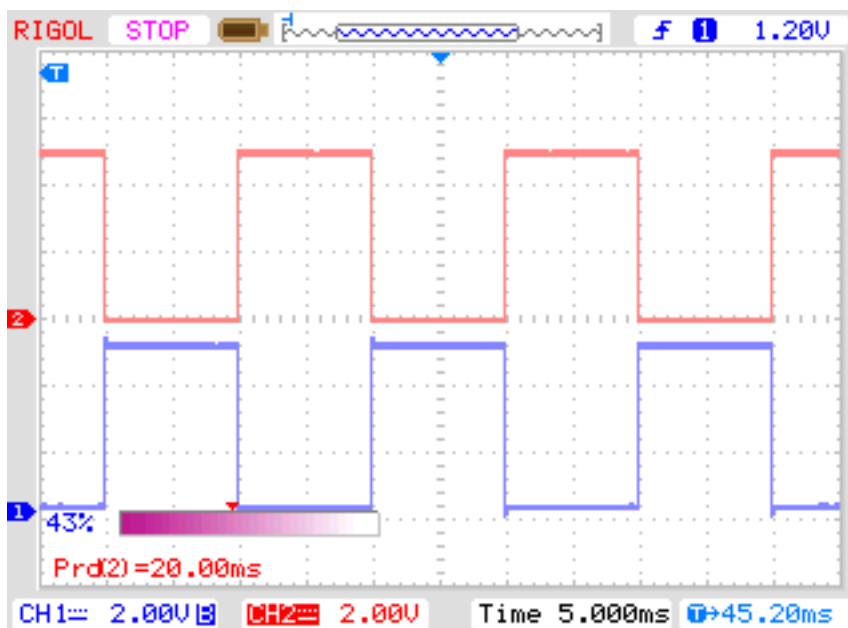 RIGOL STOP 1 1.20V
T
2
1
43%
Prd(2)=20.00ms
CH1 2.00V B CH2 2.00V Time 5.000ms T→45.20ms